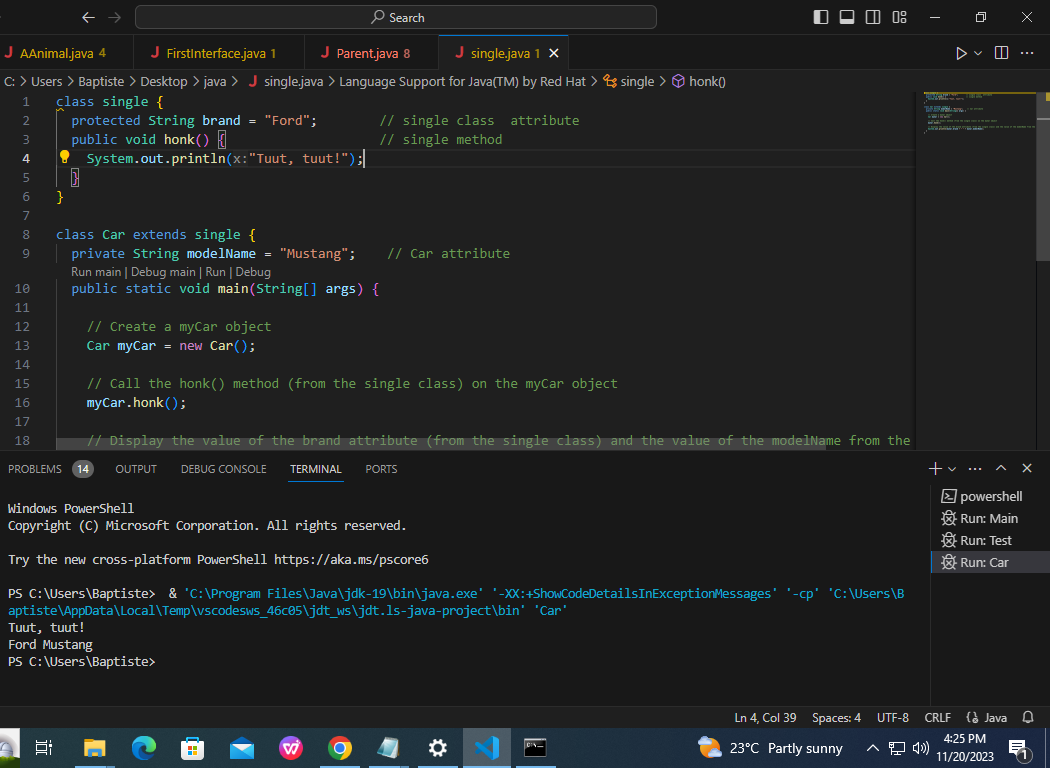 Search
AAnimal.java 4
FirstInterface.java 1
Parent.java 8
single.java 1
C: > Users > Baptiste > Desktop > java > single.java > Language Support for Java(TM) by Red Hat > single > honk()
1 class single {
2 protected String brand = "Ford"; // single class attribute
3 public void honk() { // single method
4 System.out.println(x:"Tuut, tuut!");
5 }
6 }
7
8 class Car extends single {
9 private String modelName = "Mustang"; // Car attribute
Run main | Debug main | Run | Debug
10 public static void main(String[] args) {
11
12 // Create a myCar object
13 Car myCar = new Car();
14
15 // Call the honk() method (from the single class) on the myCar object
16 myCar.honk();
17
18 // Display the value of the brand attribute (from the single class) and the value of the modelName from the
PROBLEMS 14 OUTPUT DEBUG CONSOLE TERMINAL PORTS
Windows PowerShell
Copyright (C) Microsoft Corporation. All rights reserved.
Try the new cross-platform PowerShell https://aka.ms/pscore6
PS C:\Users\Baptiste> & 'C:\Program Files\Java\jdk-19\bin\java.exe' '-XX:+ShowCodeDetailsInExceptionMessages' '-cp' 'C:\Users\B
aptiste\AppData\Local\Temp\vscodesws_46c05\jdt_ws\jdt.ls-java-project\bin' 'Car'
Tuut, tuut!
Ford Mustang
PS C:\Users\Baptiste>
powershell
Run: Main
Run: Test
Run: Car
Ln 4, Col 39 Spaces: 4 UTF-8 CRLF {} Java
23°C Partly sunny
4:25 PM
11/20/2023
1